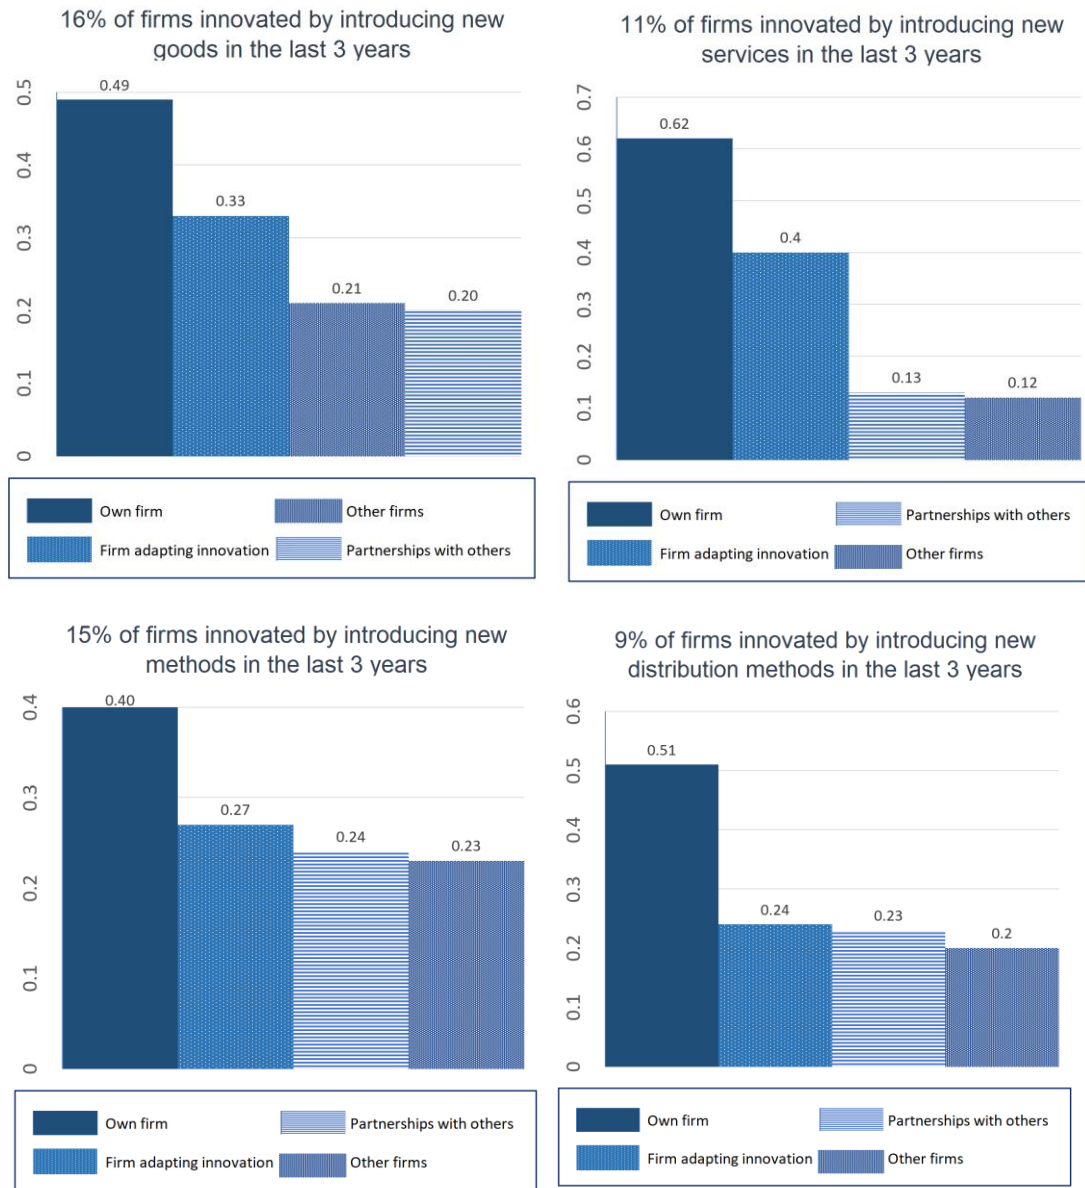 16% of firms innovated by introducing new
goods in the last 3 years
0.5
0.4
0.3
0.2
0.1
0
0.49
0.33
0.21
0.20
Own firm
Other firms
Firm adapting innovation
Partnerships with others
11% of firms innovated by introducing new
services in the last 3 years
0.7
0.6
0.5
0.4
0.3
0.2
0.1
0
0.62
0.4
0.13
0.12
Own firm
Partnerships with others
Firm adapting innovation
Other firms
15% of firms innovated by introducing new
methods in the last 3 years
0.4
0.3
0.2
0.1
0
0.40
0.27
0.24
0.23
Own firm
Partnerships with others
Firm adapting innovation
Other firms
9% of firms innovated by introducing new
distribution methods in the last 3 years
0.6
0.5
0.4
0.3
0.2
0.1
0
0.51
0.24
0.23
0.2
Own firm
Partnerships with others
Firm adapting innovation
Other firms